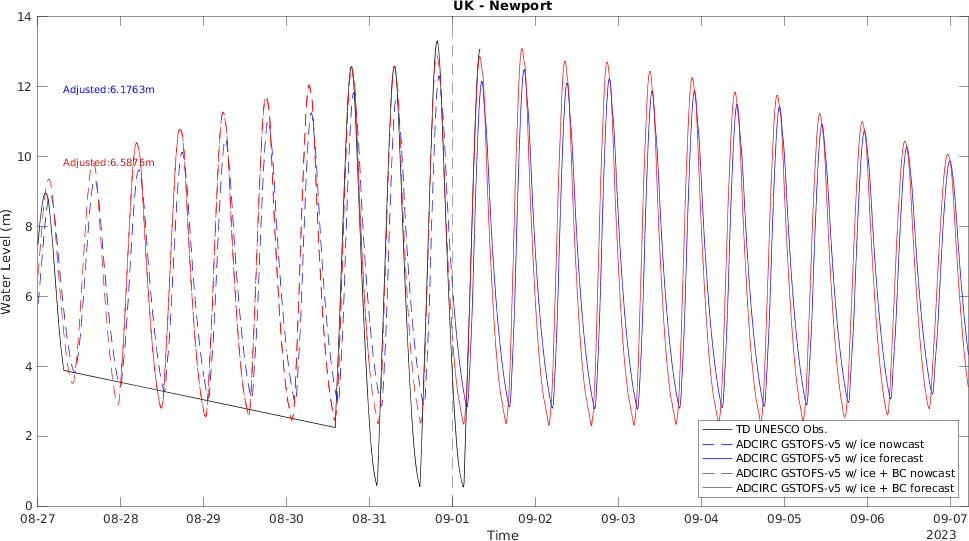 UK - Newport
14
12
10
8
6
4
2
0
Water Level (m)
Adjusted:6.1763m
Adjusted:6.5875m
TD UNESCO Obs.
ADCIRC GSTOFS-v5 w/ ice nowcast
ADCIRC GSTOFS-v5 w/ ice forecast
ADCIRC GSTOFS-v5 w/ ice + BC nowcast
ADCIRC GSTOFS-v5 w/ ice + BC forecast
08-27 08-28 08-29 08-30 08-31 09-01 09-02 09-03 09-04 09-05 09-06 09-07
Time
2023